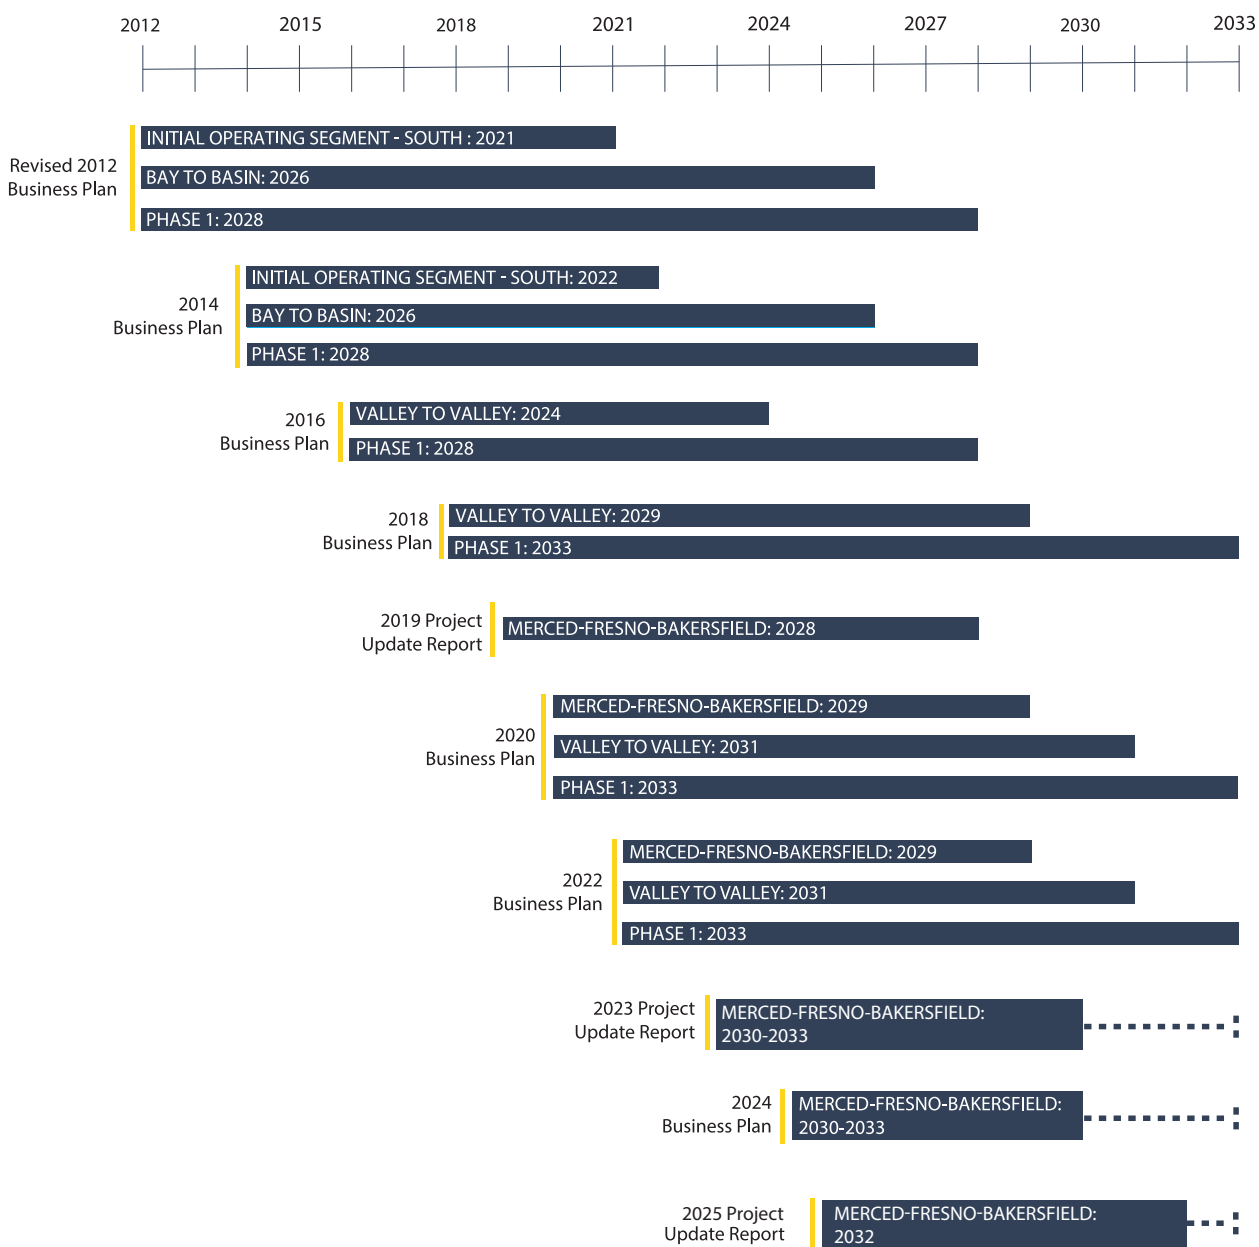 2012 2015 2018 2021 2024 2027 2030 2033
Revised 2012
Business Plan
INITIAL OPERATING SEGMENT - SOUTH : 2021
BAY TO BASIN: 2026
PHASE 1: 2028
2014
Business Plan
INITIAL OPERATING SEGMENT - SOUTH: 2022
BAY TO BASIN: 2026
PHASE 1: 2028
2016
Business Plan
VALLEY TO VALLEY: 2024
PHASE 1: 2028
2018
Business Plan
VALLEY TO VALLEY: 2029
PHASE 1: 2033
2019 Project
Update Report
MERCED-FRESNO-BAKERSFIELD: 2028
2020
Business Plan
MERCED-FRESNO-BAKERSFIELD: 2029
VALLEY TO VALLEY: 2031
PHASE 1: 2033
2022
Business Plan
MERCED-FRESNO-BAKERSFIELD: 2029
VALLEY TO VALLEY: 2031
PHASE 1: 2033
2023 Project
Update Report
MERCED-FRESNO-BAKERSFIELD:
2030-2033
2024
Business Plan
MERCED-FRESNO-BAKERSFIELD:
2030-2033
2025 Project
Update Report
MERCED-FRESNO-BAKERSFIELD:
2032